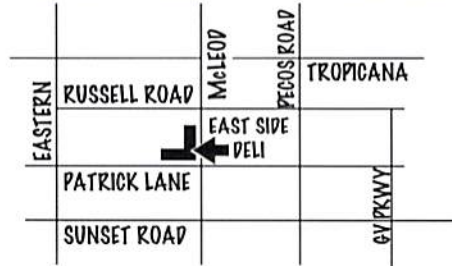 McLEOD
PECOS ROAD
TROPICANA
RUSSELL ROAD
EASTERN
EAST SIDE
DELI
PATRICK LANE
GV PKWY
SUNSET ROAD